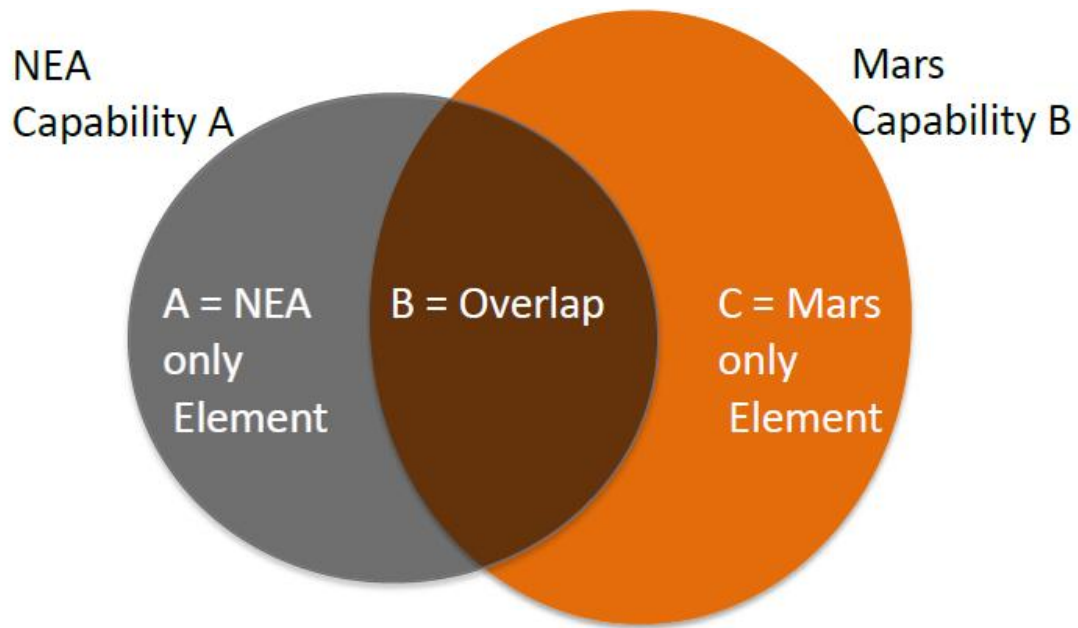 NEA
Capability A
Mars
Capability B
A = NEA
only
Element
B = Overlap
C = Mars
only
Element